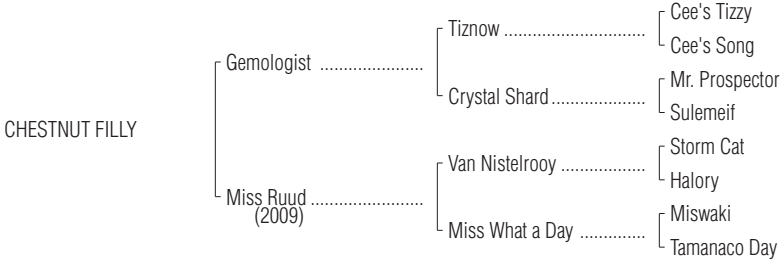 Cee's Tizzy
Tiznow ..............................
Cee's Song
Gemologist ......................
Mr. Prospector
Crystal Shard....................
Sulemeif
CHESTNUT FILLY
Storm Cat
Van Nistelrooy ..................
Halory
Miss Ruud ........................
(2009)
Miswaki
Miss What a Day ..............
Tamanaco Day